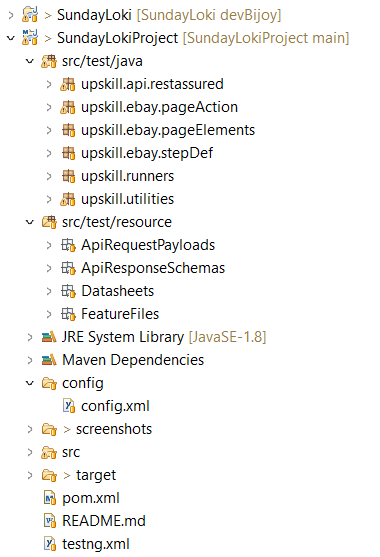 > SundayLoki [SundayLoki devBijoy]
> SundayLokiProject [SundayLokiProject main]
src/test/java
upskill.api.restassured
upskill.ebay.pageAction
upskill.ebay.pageElements
upskill.ebay.stepDef
upskill.runners
upskill.utilities
src/test/resource
ApiRequestPayloads
ApiResponseSchemas
Datasheets
FeatureFiles
JRE System Library [JavaSE-1.8]
Maven Dependencies
config
config.xml
> screenshots
src
> target
pom.xml
README.md
testng.xml